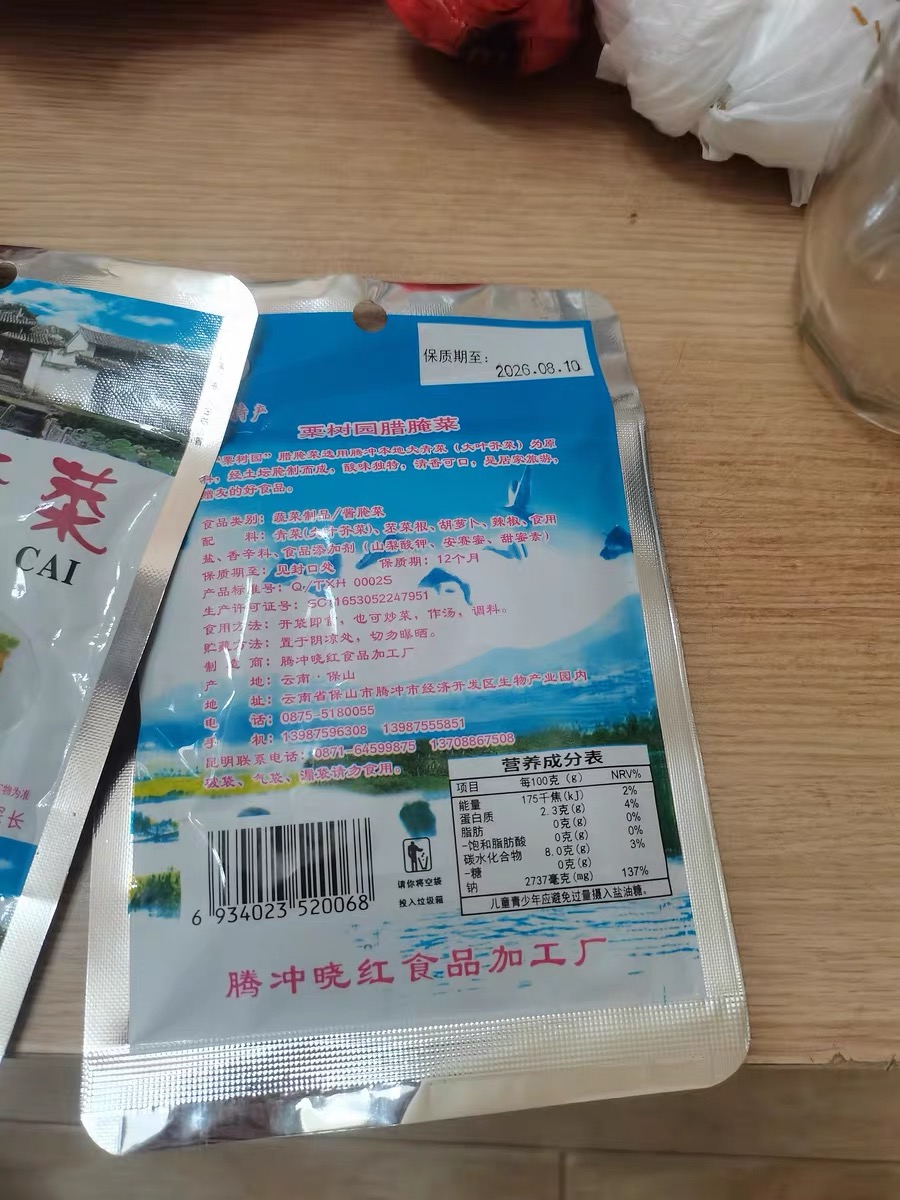 菜
CAI
特产
保质期至:
2026.08.10
栗树园腊腌菜
“栗树园”腊腌菜选用腾冲本地大青菜(大叶芥菜)为原
料,经土坛腌制而成,酸味独特,清香可口,是居家旅游,
赠友的好食品。
食品类别:蔬菜制品/酱腌菜
配 料:青菜(大叶芥菜)、茎菜根、胡萝卜、辣椒、食用
盐、香辛料、食品添加剂(山梨酸钾、安赛蜜、甜蜜素)
保质期至:见封口处 保质期:12个月
产品标准号:Q/TXH 0002S
生产许可证号:SC11653052247951
食用方法:开袋即食,也可炒菜,作汤,调料。
贮藏方法:置于阴凉处,切勿曝晒。
制 造 商:腾冲晓红食品加工厂
产 地:云南·保山
地 址:云南省保山市腾冲市经济开发区生物产业园内
电 话:0875-5180055
手 机:13987596308 13987555851
昆明联系电话:0871-64599875 13708867508
破袋、气袋、漏袋请勿食用。
营养成分表
项目 每100克(g) NRV%
能量 175千焦(kJ) 2%
蛋白质 2.3克(g) 4%
脂肪 0克(g) 0%
-饱和脂肪酸 0克(g) 0%
碳水化合物 8.0克(g) 3%
-糖 0克(g)
钠 2737毫克(mg) 137%
儿童青少年应避免过量摄入盐油糖。
请你将空袋
投入垃圾箱
6 934023 520068
腾冲晓红食品加工厂